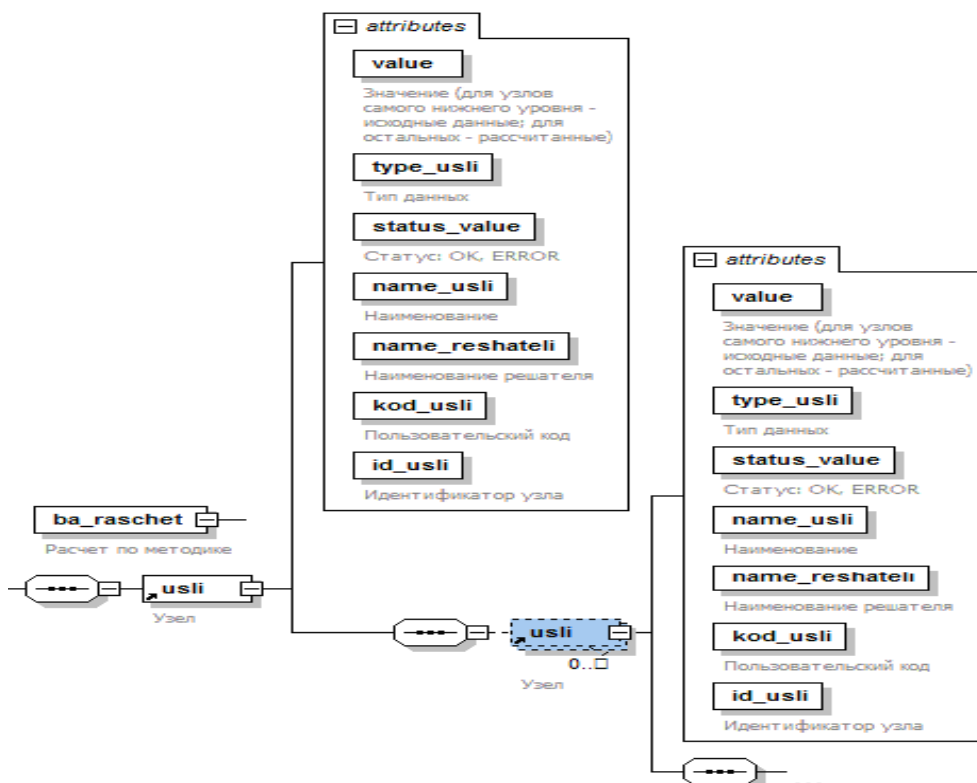 attributes
value
Значение (для узлов
самого нижнего уровня -
исходные данные; для
остальных - рассчитанные)
type_usli
Тип данных
status_value
Статус: OK, ERROR
name_usli
Наименование
name_reshateli
Наименование решателя
kod_usli
Пользовательский код
id_usli
Идентификатор узла
ba_raschet
Расчет по методике
usli
Узел
usli
0..□
Узел
attributes
value
Значение (для узлов
самого нижнего уровня -
исходные данные; для
остальных - рассчитанные)
type_usli
Тип данных
status_value
Статус: OK, ERROR
name_usli
Наименование
name_reshateli
Наименование решателя
kod_usli
Пользовательский код
id_usli
Идентификатор узла